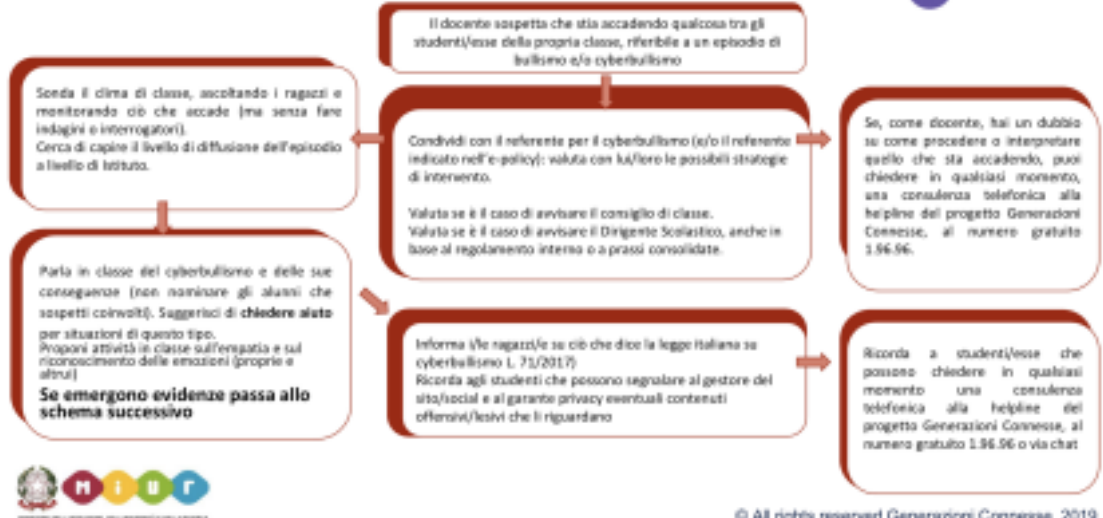 Il docente sospetta che stia accadendo qualcosa tra gli
studenti/esse della propria classe, riferibile a un episodio di
bullismo e/o cyberbullismo
Sonda il clima di classe, ascoltando i ragazzi e
monitorando ciò che accade (ma senza fare
indagini o interrogatori).
Cerca di capire il livello di diffusione dell'episodio
a livello di Istituto.
Condividi con il referente per il cyberbullismo (e/o il referente
indicato nell'e-policy): valuta con lui/loro le possibili strategie
di intervento.
Valuta se è il caso di avvisare il consiglio di classe.
Valuta se è il caso di avvisare il Dirigente Scolastico, anche in
base al regolamento interno o a prassi consolidate.
Se, come docente, hai un dubbio
su come procedere o interpretare
quello che sta accadendo, puoi
chiedere in qualsiasi momento,
una consulenza telefonica alla
helpline del progetto Generazioni
Connesse, al numero gratuito
1.96.96.
Parla in classe del cyberbullismo e delle sue
conseguenze (non nominare gli alunni che
sospetti coinvolti). Suggerisci di chiedere aiuto
per situazioni di questo tipo.
Proponi attività in classe sull'empatia e sul
riconoscimento delle emozioni (proprie e
altrui)
Se emergono evidenze passa allo
schema successivo
Informa i/le ragazzi/e su ciò che dice la legge italiana su
cyberbullismo L. 71/2017)
Ricorda agli studenti che possono segnalare al gestore del
sito/social e al garante privacy eventuali contenuti
offensivi/lesivi che li riguardano
Ricorda a studenti/esse che
possono chiedere in qualsiasi
momento una consulenza
telefonica alla helpline del
progetto Generazioni Connesse, al
numero gratuito 1.96.96 o via chat
MIUR
© All rights reserved Generazioni Connesse, 2019